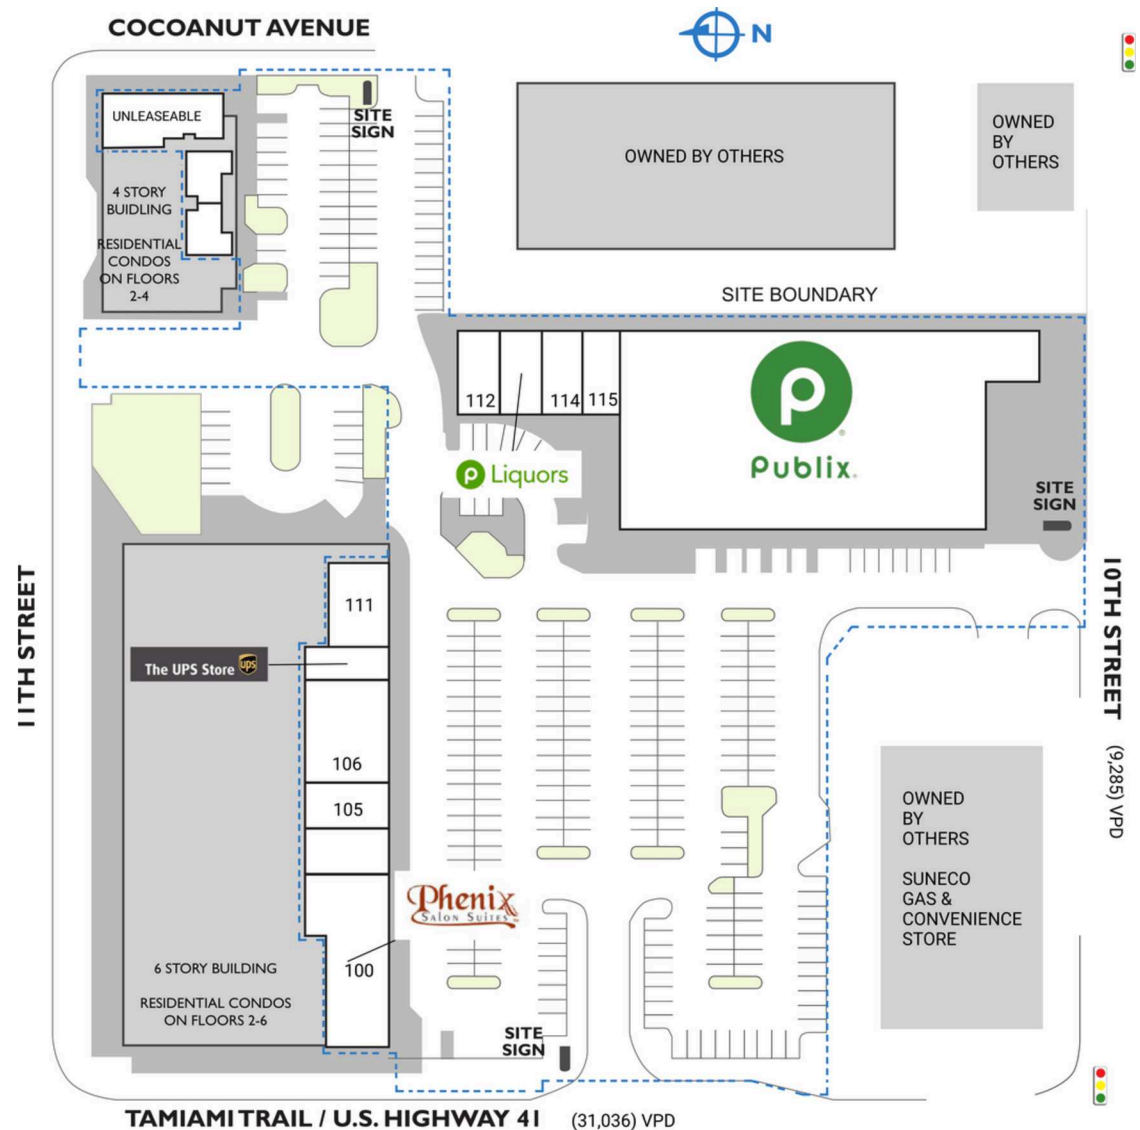 COCOANUT AVENUE
N
UNLEASEABLE
SITE
SIGN
OWNED BY OTHERS
OWNED
BY
OTHERS
4 STORY
BUIDLING
RESIDENTIAL
CONDOS
ON FLOORS
2-4
SITE BOUNDARY
112
114
115
p
Publix.
p Liquors
SITE
SIGN
11TH STREET
10TH STREET
(9,285) VPD
111
The UPS Store ups
106
105
OWNED
BY
OTHERS
SUNECO
GAS &
CONVENIENCE
STORE
Phenix
SALON SUITES
100
6 STORY BUILDING
RESIDENTIAL CONDOS
ON FLOORS 2-6
SITE
SIGN
TAMIAMI TRAIL / U.S. HIGHWAY 41 (31,036) VPD